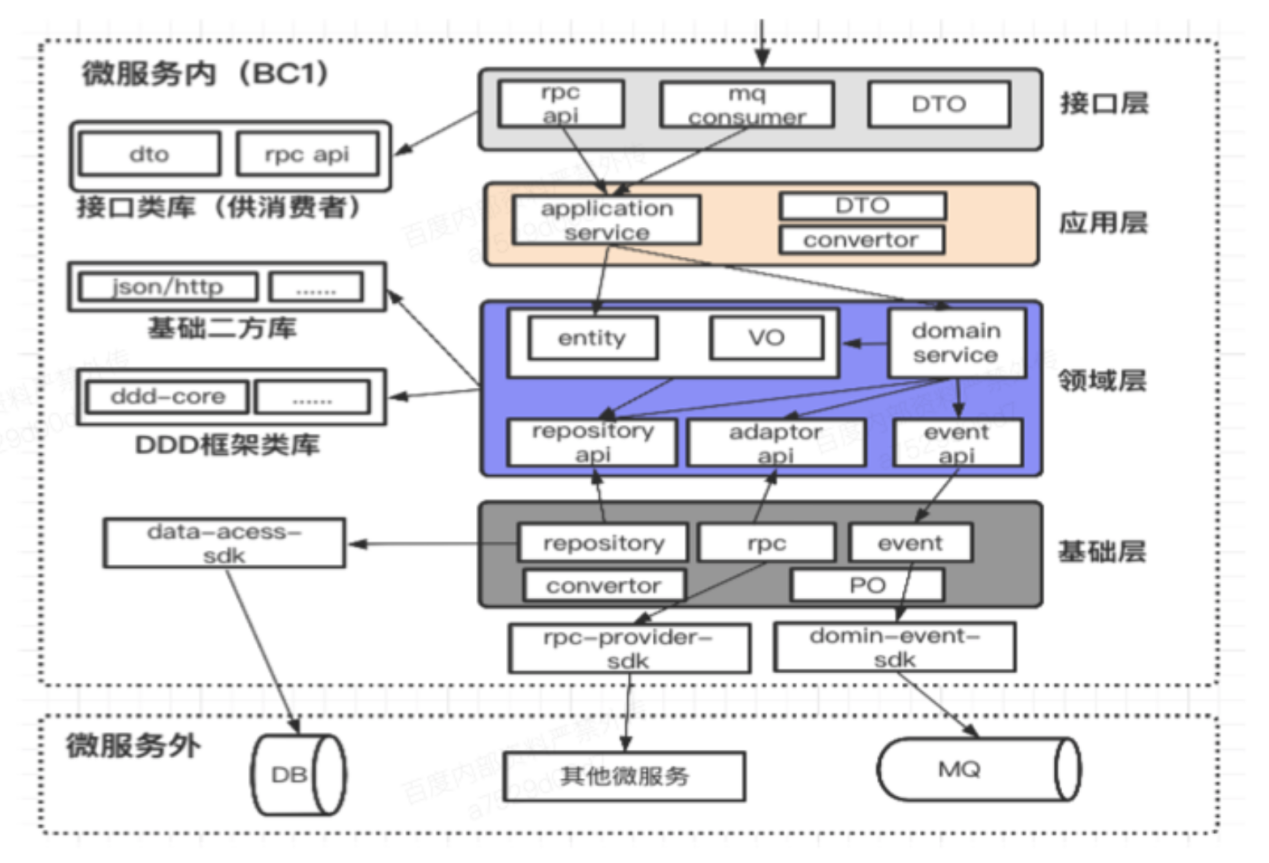 微服务内（BC1）
rpc
api
mq
consumer
DTO
接口层
dto
rpc api
接口类库（供消费者）
application
service
DTO
convertor
应用层
json/http
......
基础二方库
entity
VO
domain
service
领域层
ddd-core
......
DDD框架类库
repository
api
adaptor
api
event
api
data-acess-
sdk
repository
rpc
event
基础层
convertor
PO
rpc-provider-
sdk
domin-event-
sdk
微服务外
DB
其他微服务
MQ